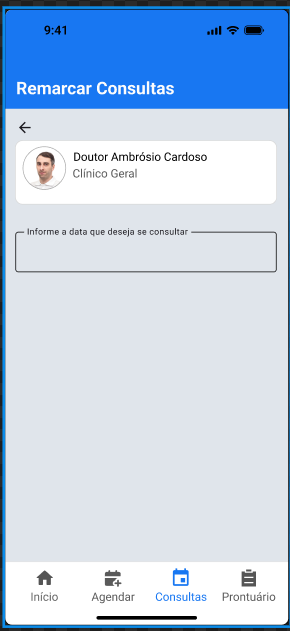 9:41
Remarcar Consultas
Doutor Ambrósio Cardoso
Clínico Geral
Informe a data que deseja se consultar
Início Agendar Consultas Prontuário